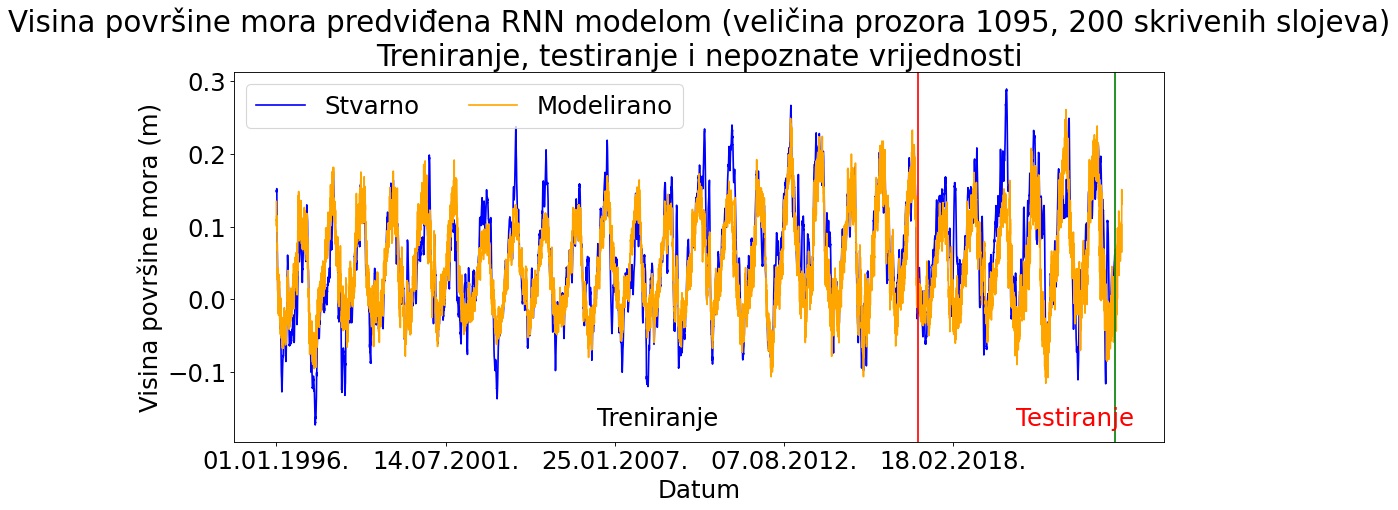 Visina površine mora predviđena RNN modelom (veličina prozora 1095, 200 skrivenih slojeva)
Treniranje, testiranje i nepoznate vrijednosti
Stvarno
Modelirano
Visina površine mora (m)
0.3
0.2
0.1
0.0
−0.1
Treniranje
Testiranje
01.01.1996.
14.07.2001.
25.01.2007.
07.08.2012.
18.02.2018.
Datum